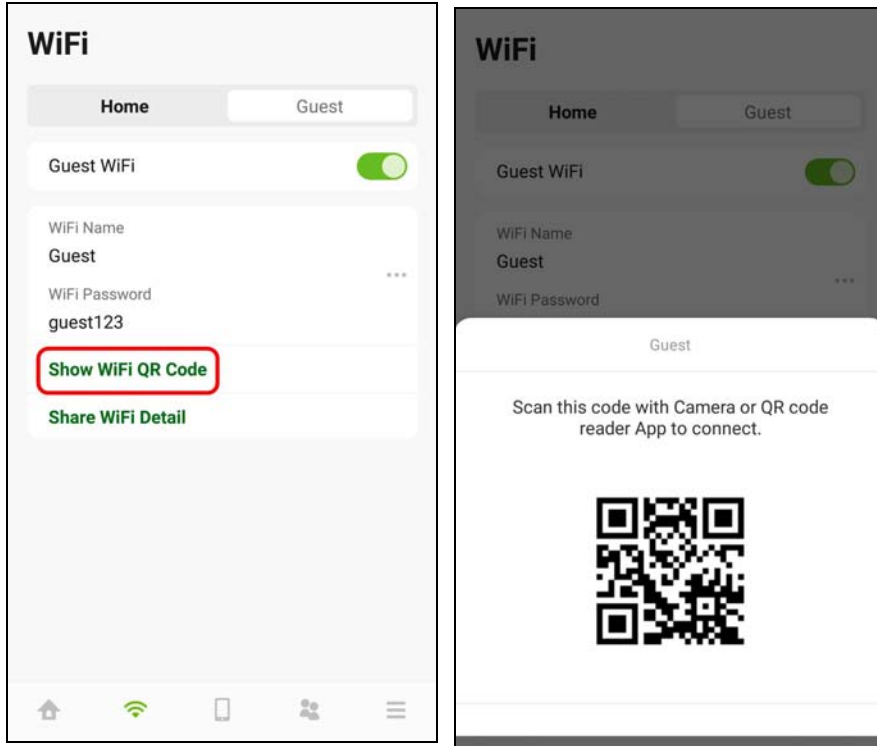 WiFi
Home Guest
Guest WiFi
WiFi Name
Guest
WiFi Password
guest123
Show WiFi QR Code
Share WiFi Detail
WiFi
Home Guest
Guest WiFi
WiFi Name
Guest
WiFi Password
Guest
Scan this code with Camera or QR code
reader App to connect.